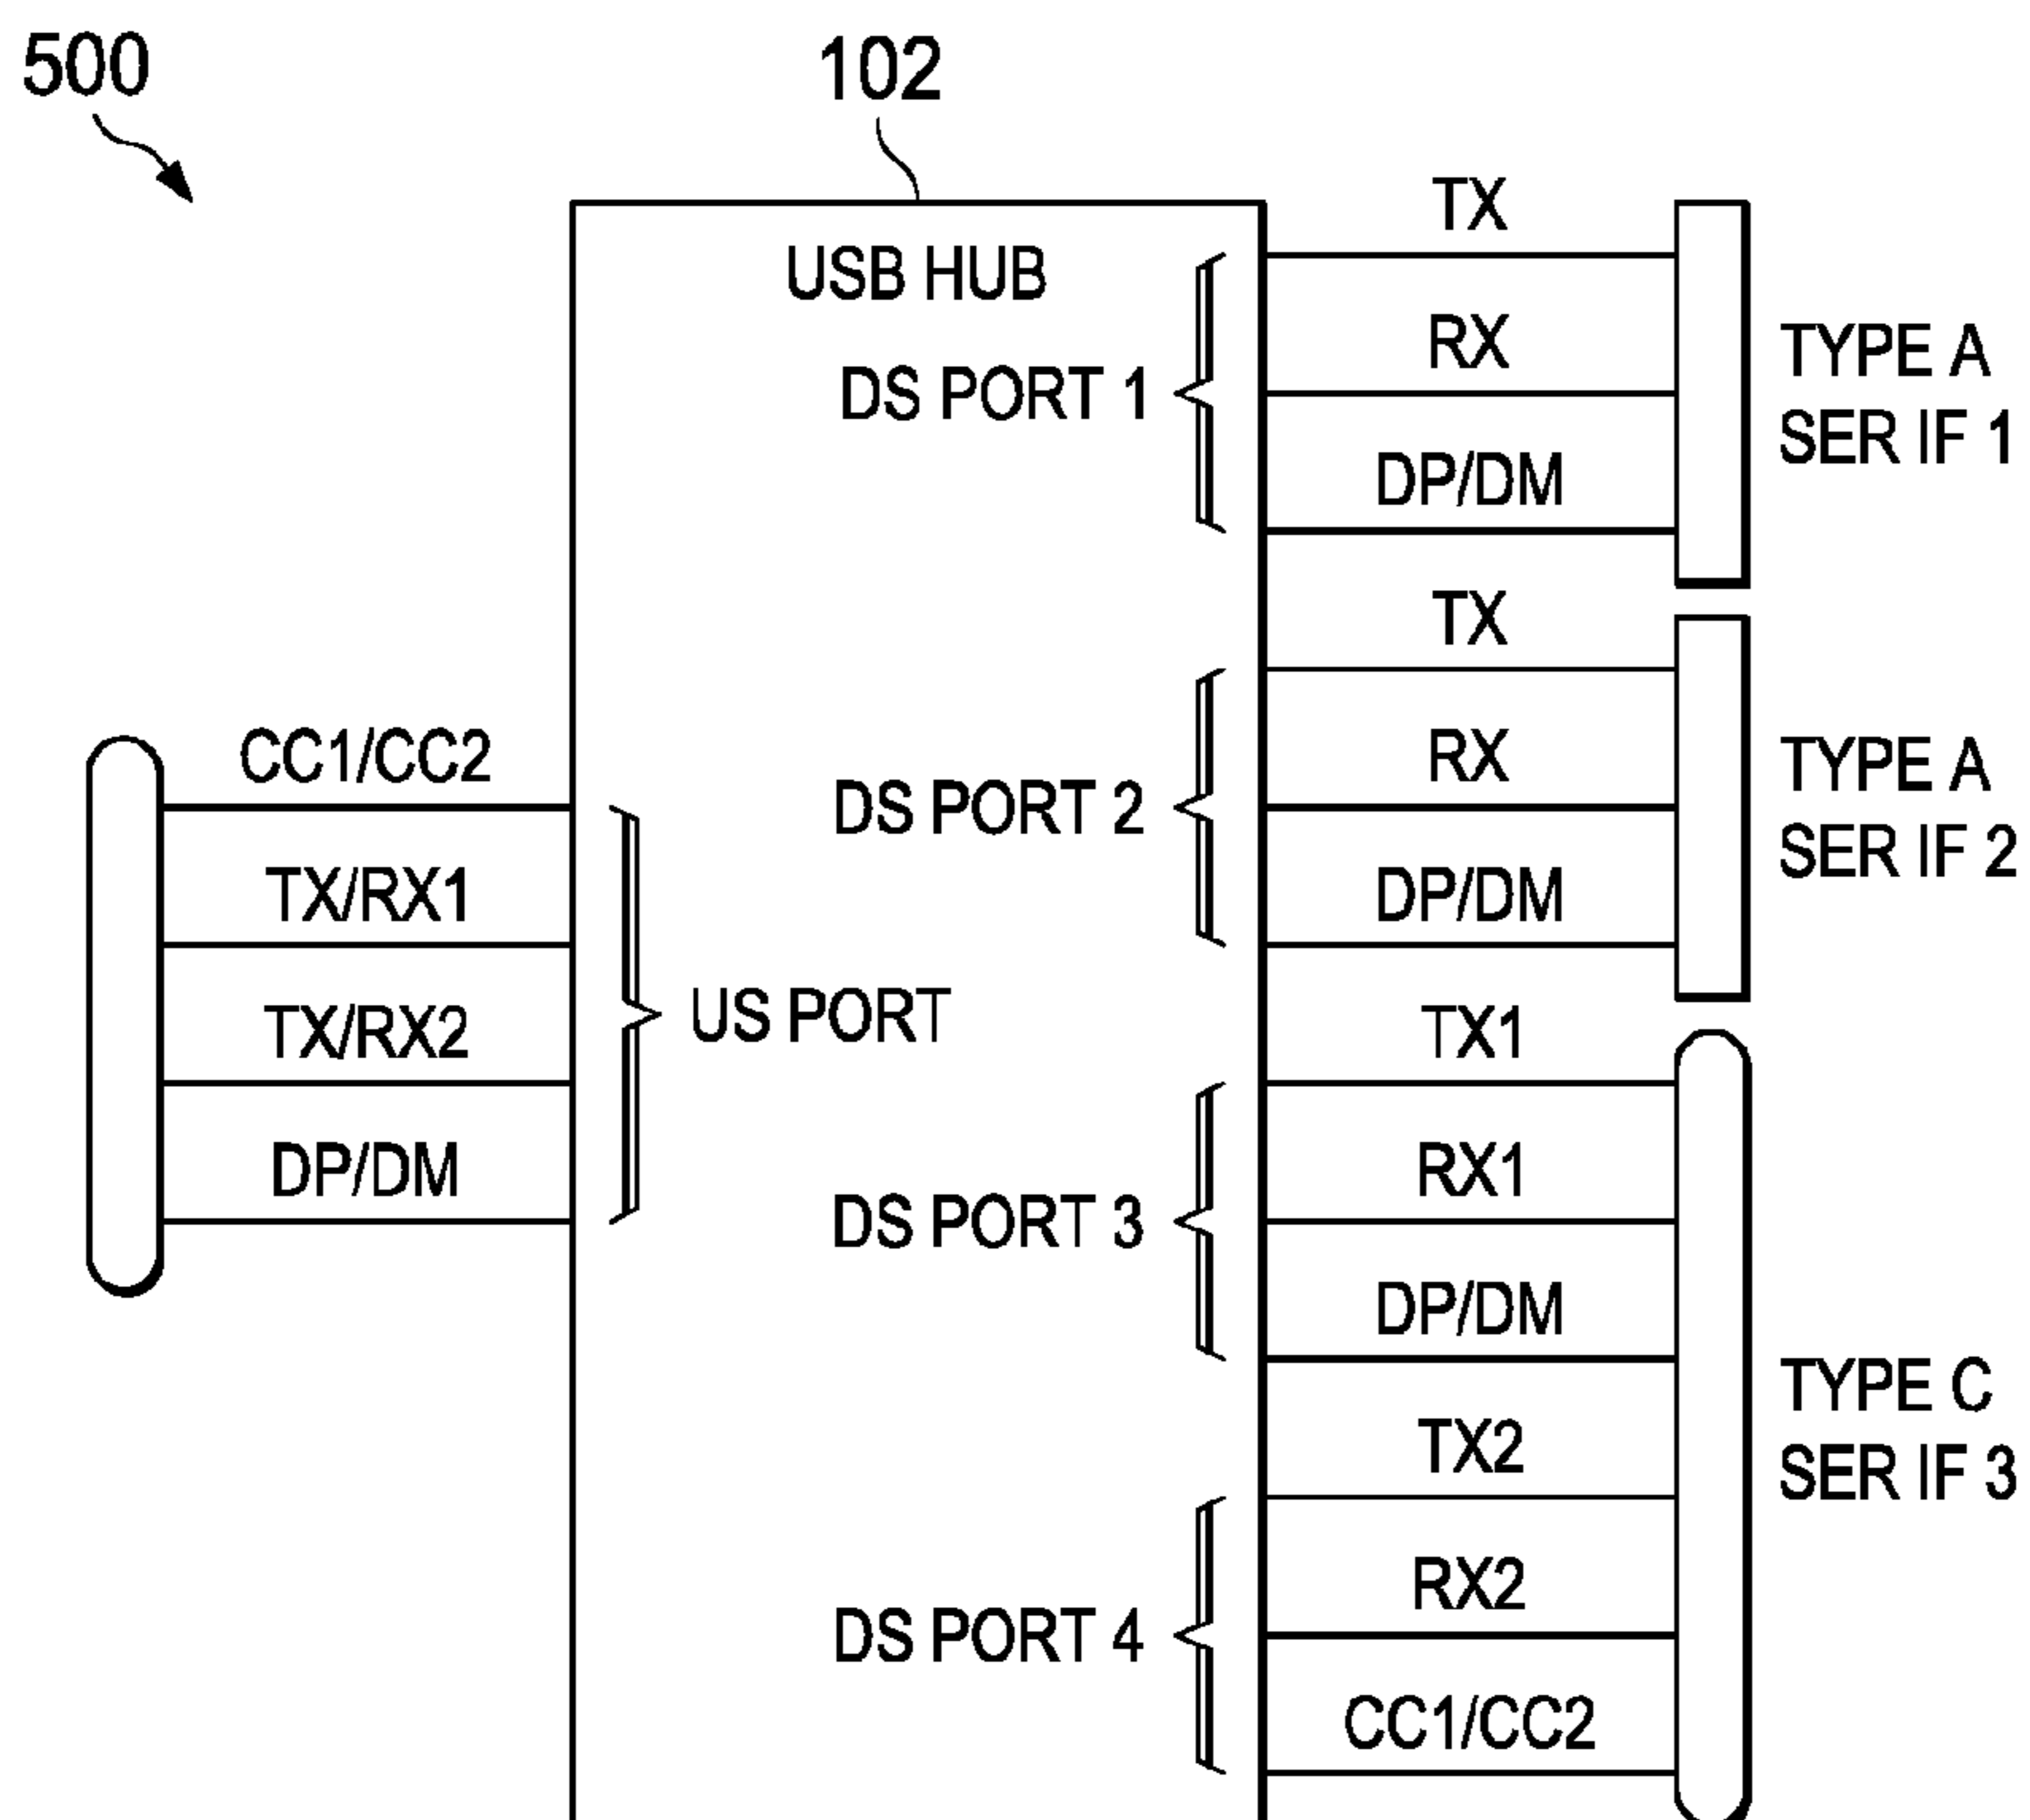 500
102
USB HUB
DS PORT 1
TX
RX
DP/DM
TYPE A
SER IF 1
DS PORT 2
TX
RX
DP/DM
TYPE A
SER IF 2
CC1/CC2
TX/RX1
TX/RX2
DP/DM
US PORT
DS PORT 3
TX1
RX1
DP/DM
DS PORT 4
TX2
RX2
CC1/CC2
TYPE C
SER IF 3